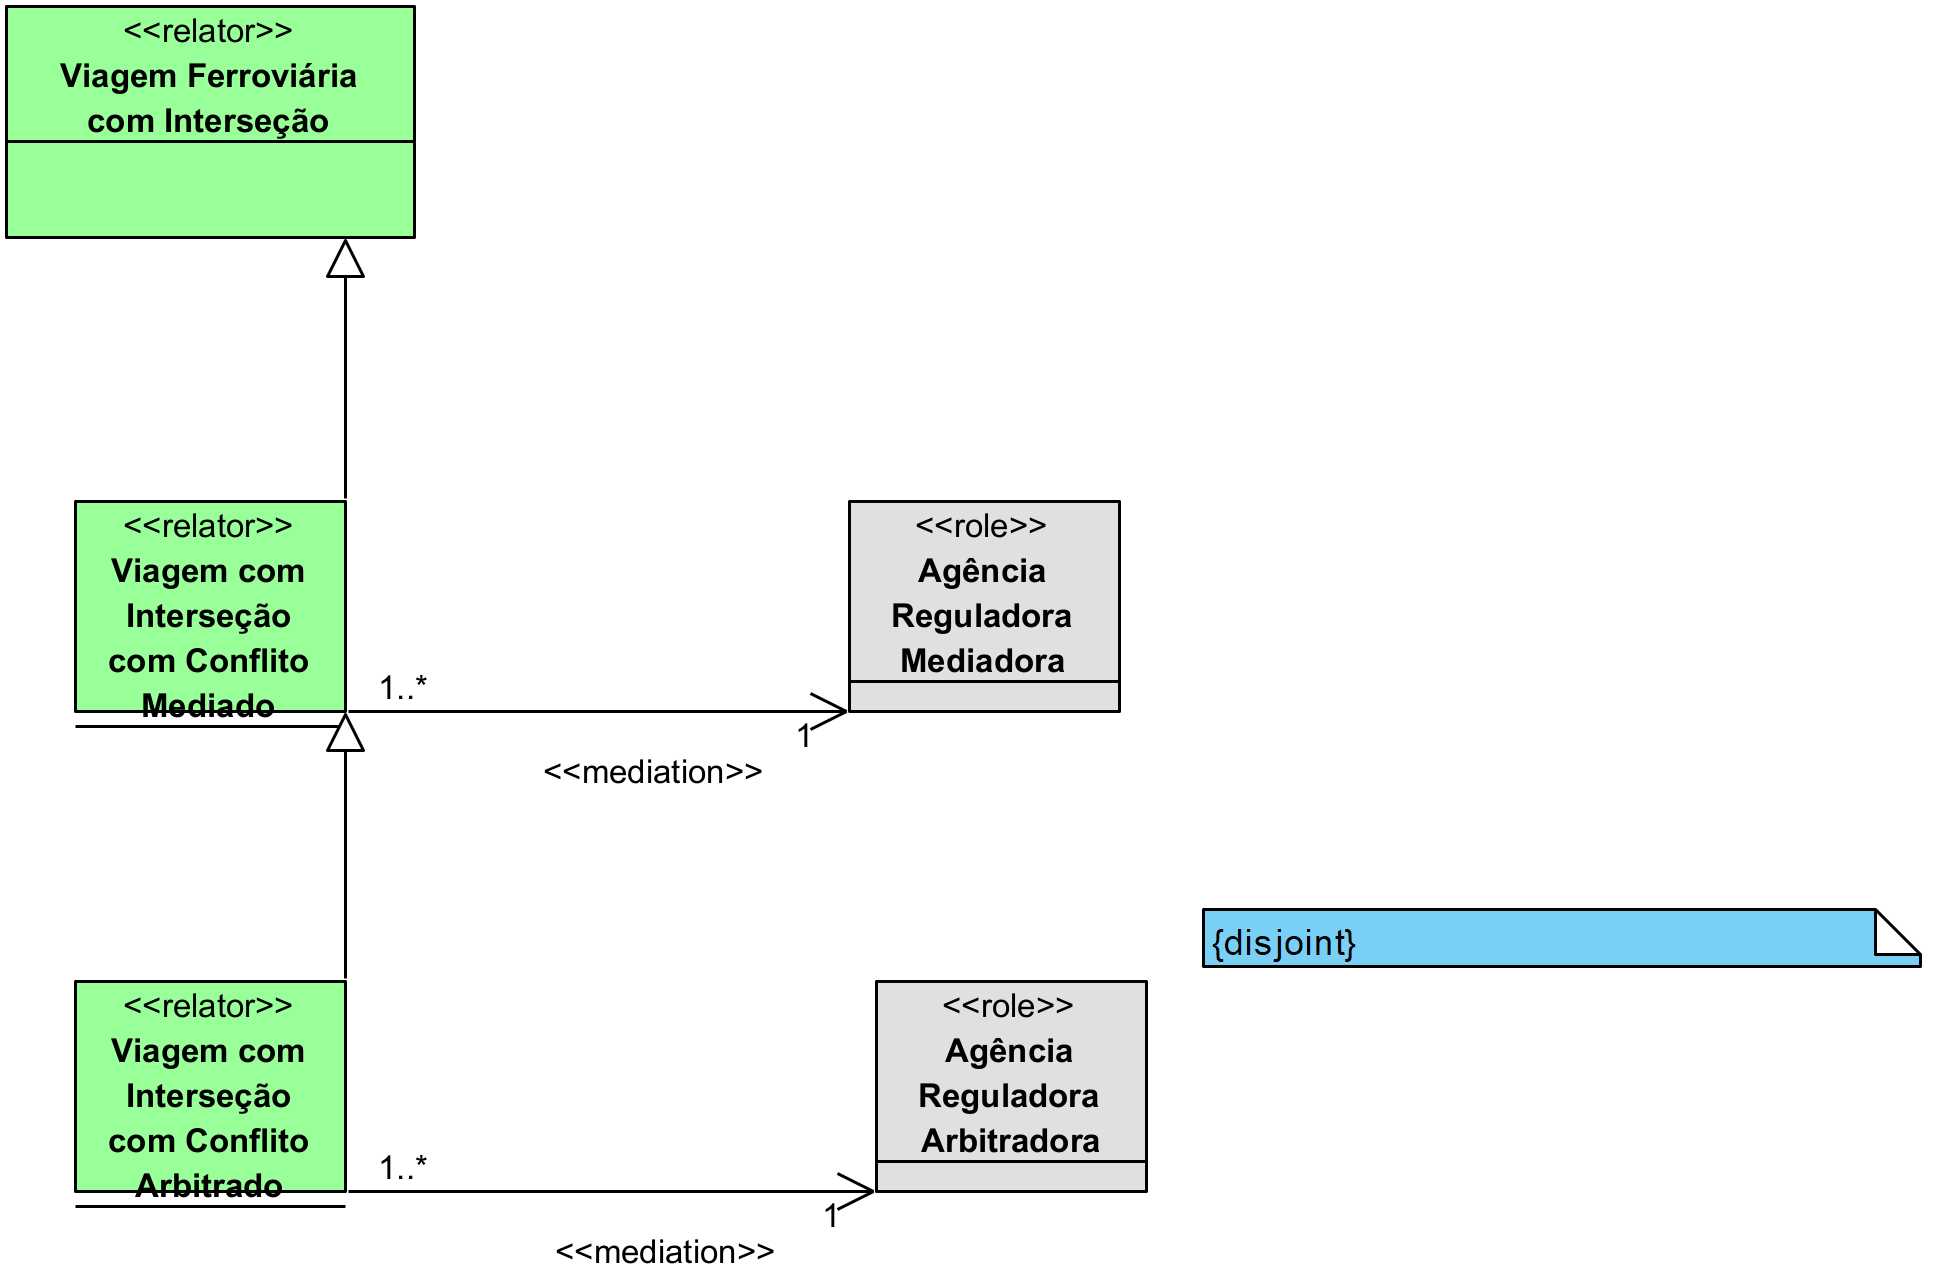 <<relator>>
Viagem Ferroviária
com Interseção
<<relator>>
Viagem com
Interseção
com Conflito
Mediado
1..*
1
<<mediation>>
<<role>>
Agência
Reguladora
Mediadora
{disjoint}
<<relator>>
Viagem com
Interseção
com Conflito
Arbitrado
1..*
1
<<mediation>>
<<role>>
Agência
Reguladora
Arbitradora